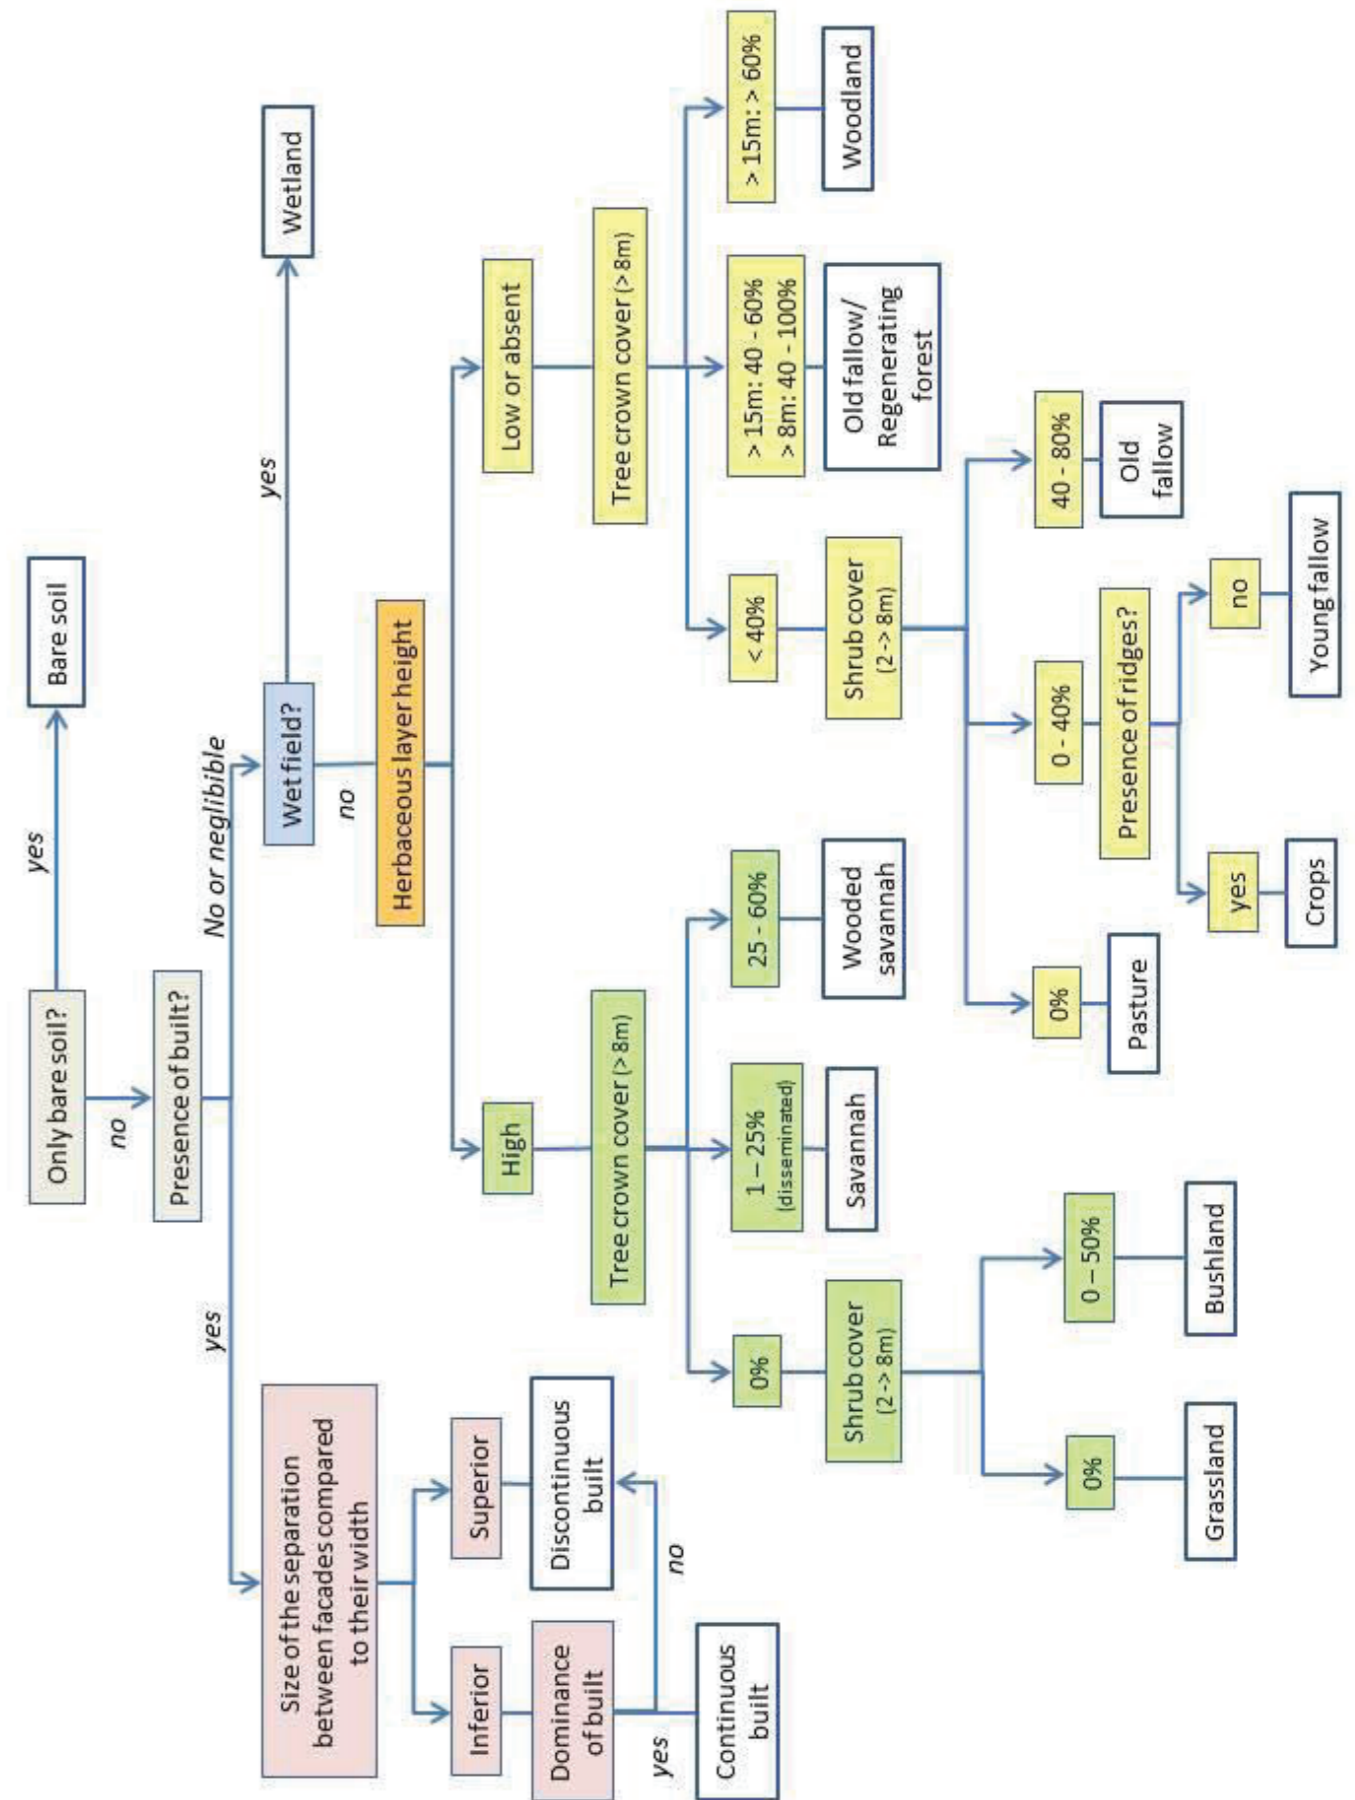 Only bare soil?
yes
Bare soil
no
Presence of built?
yes
No or neglibible
Size of the separation
between facades compared
to their width
Wet field?
yes
Wetland
no
Inferior
Superior
Dominance
of built
Discontinuous
built
yes
no
Continuous
built
Herbaceous layer height
High
Low or absent
Tree crown cover (> 8m)
Tree crown cover (> 8m)
0%
1 – 25%
(disseminated)
25 - 60%
Savannah
Wooded
savannah
Shrub cover
(2 -> 8m)
0%
0 – 50%
Grassland
Bushland
< 40%
> 15m: 40 - 60%
> 8m: 40 - 100%
> 15m: > 60%
Shrub cover
(2 -> 8m)
Old fallow/
Regenerating
forest
Woodland
0%
0 - 40%
40 - 80%
Pasture
Presence of ridges?
Old
fallow
yes
no
Crops
Young fallow